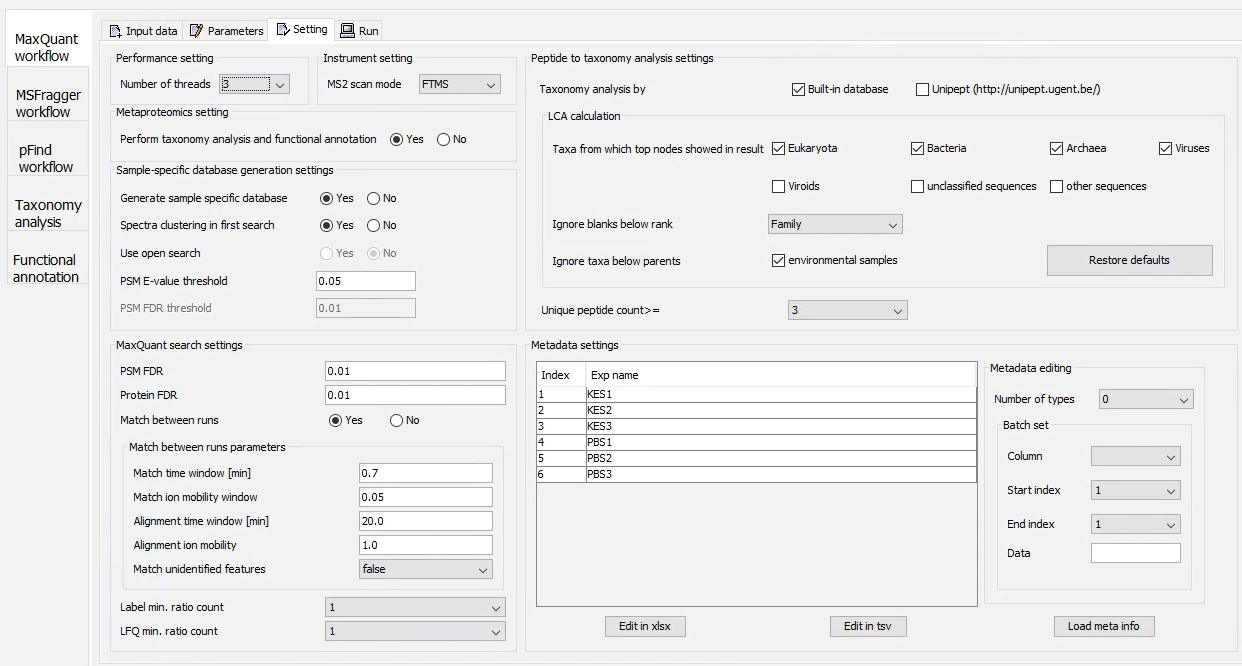 MaxQuant
workflow
MSFragger
workflow
pFind
workflow
Taxonomy
analysis
Functional
annotation
Input data Parameters Setting Run
Performance setting
Number of threads 3
Instrument setting
MS2 scan mode FTMS
Metaproteomics setting
Perform taxonomy analysis and functional annotation Yes No
Sample-specific database generation settings
Generate sample specific database Yes No
Spectra clustering in first search Yes No
Use open search Yes No
PSM E-value threshold 0.05
PSM FDR threshold 0.01
MaxQuant search settings
PSM FDR 0.01
Protein FDR 0.01
Match between runs Yes No
Match between runs parameters
Match time window [min] 0.7
Match ion mobility window 0.05
Alignment time window [min] 20.0
Alignment ion mobility 1.0
Match unidentified features false
Label min. ratio count 1
LFQ min. ratio count 1
Peptide to taxonomy analysis settings
Taxonomy analysis by Built-in database Unipept (http://unipept.ugent.be/)
LCA calculation
Taxa from which top nodes showed in result Eukaryota Bacteria Archaea Viruses
Viroids unclassified sequences other sequences
Ignore blanks below rank Family
Ignore taxa below parents environmental samples Restore defaults
Unique peptide count>= 3
Metadata settings
Index Exp name
1 KES1
2 KES2
3 KES3
4 PBS1
5 PBS2
6 PBS3
Edit in xlsx Edit in tsv
Metadata editing
Number of types 0
Batch set
Column
Start index 1
End index 1
Data
Load meta info